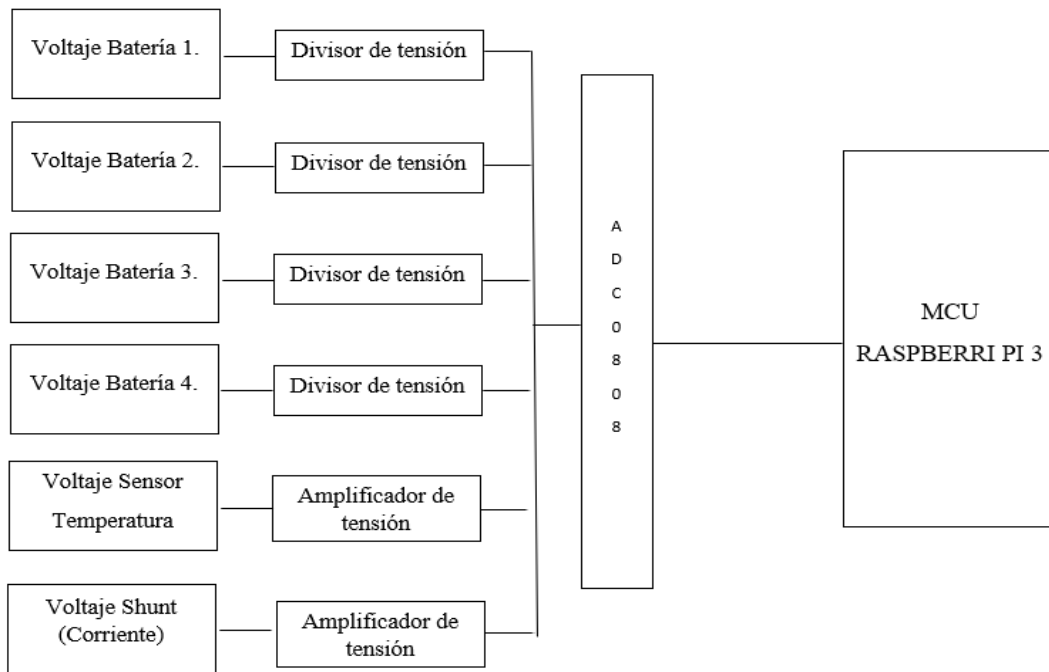 Voltaje Batería 1.
Divisor de tensión
Voltaje Batería 2.
Divisor de tensión
Voltaje Batería 3.
Divisor de tensión
Voltaje Batería 4.
Divisor de tensión
Voltaje Sensor
Temperatura
Amplificador de
tensión
Voltaje Shunt
(Corriente)
Amplificador de
tensión
A
D
C
0
8
0
8
MCU
RASPBERRI PI 3